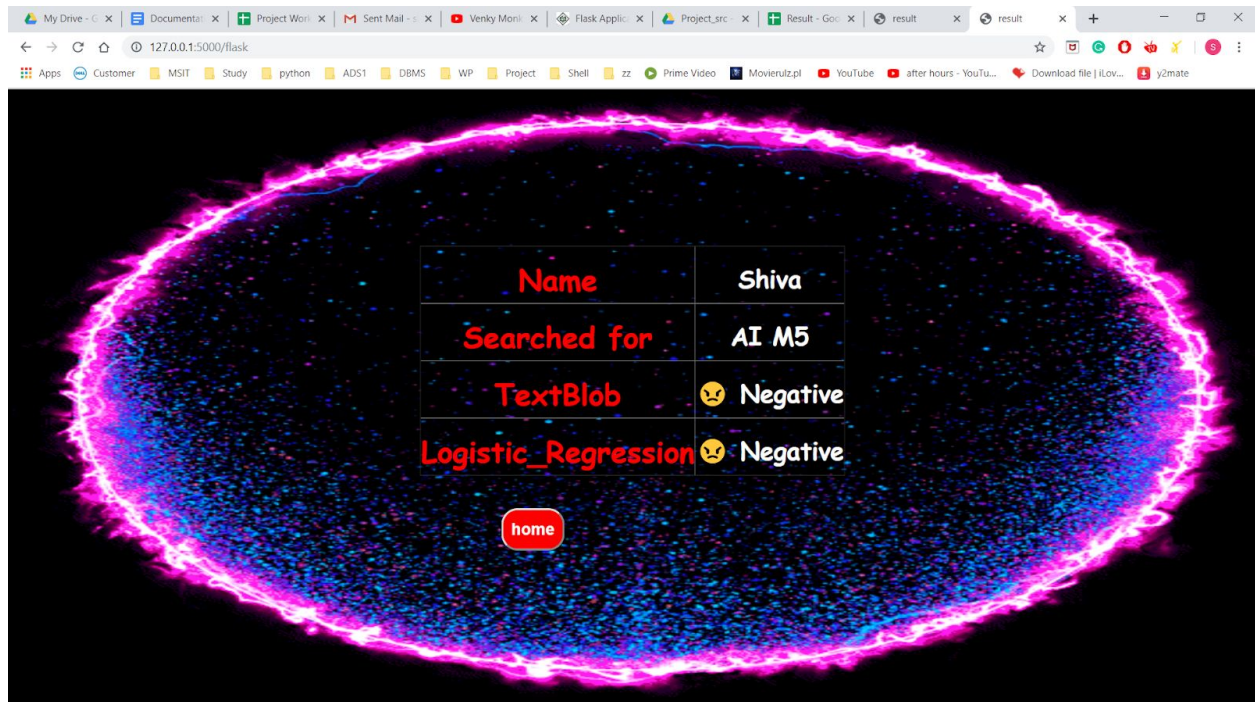 My Drive - G
Documentat
Project Work
Sent Mail - s
Venky Monk
Flask Applic
Project_src -
Result - Goo
result
result
127.0.0.1:5000/flask
Apps
Customer
MSIT
Study
python
ADS1
DBMS
WP
Project
Shell
zz
Prime Video
Movierulz.pl
YouTube
after hours - YouTu...
Download file | iLov...
y2mate
Name Shiva
Searched for AI M5
TextBlob 😠 Negative
Logistic_Regression 😠 Negative
home